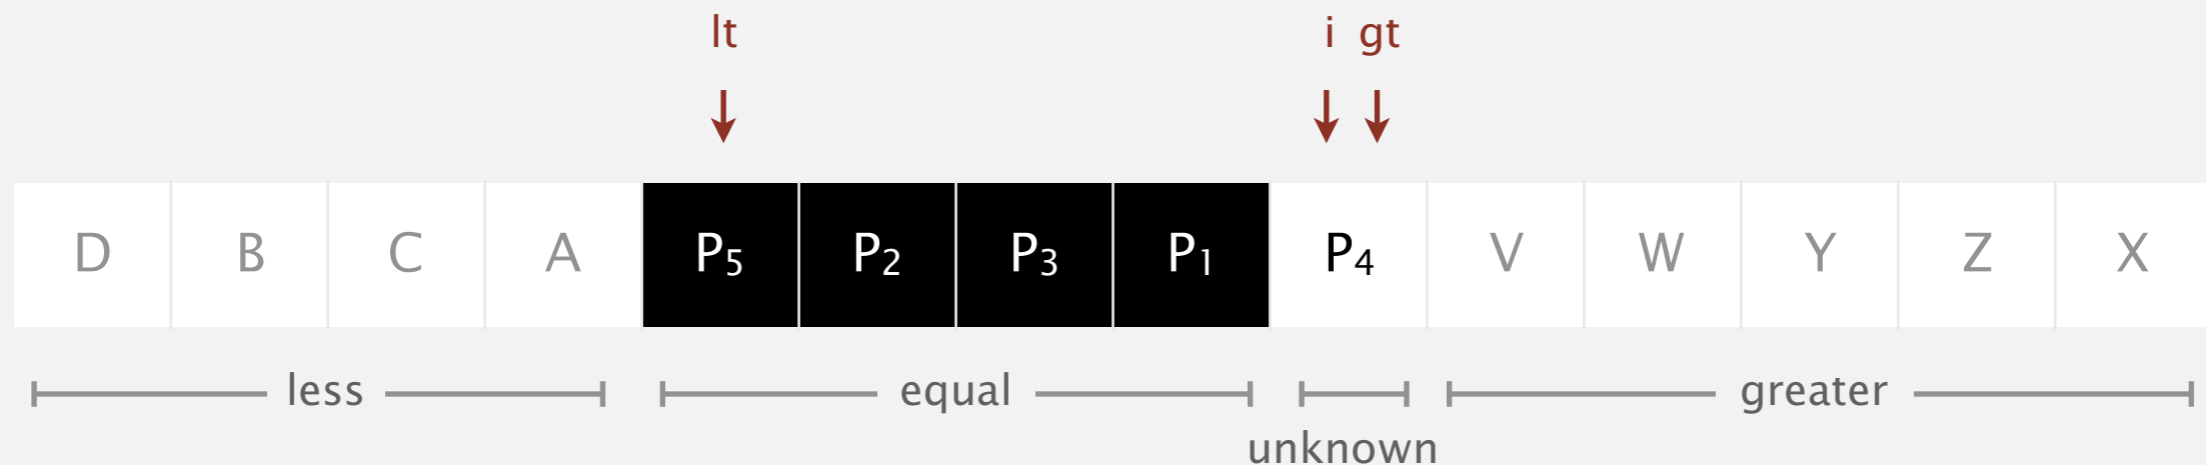 lt i gt
D B C A P₅ P₂ P₃ P₁ P₄ V W Y Z X
less equal greater
unknown